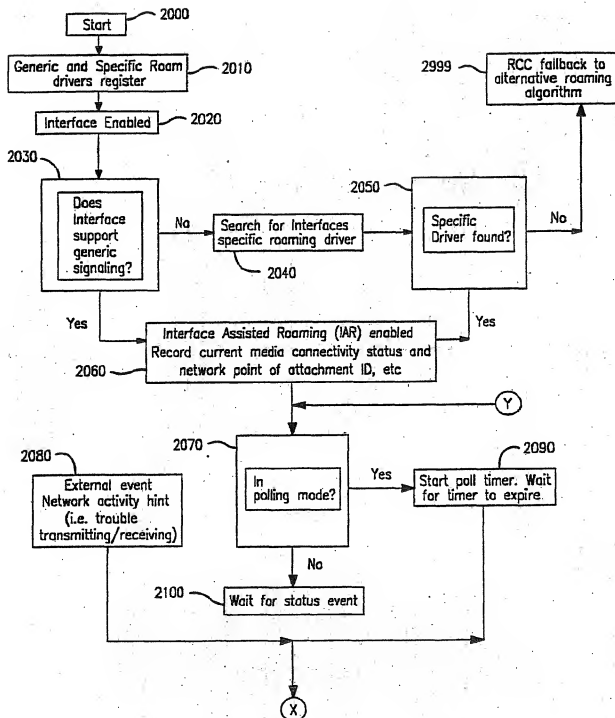 Start
2000
Generic and Specific Roam
drivers register
2010
Interface Enabled
2020
2999
RCC fallback to
alternative roaming
algorithm
2030
Does
Interface
support
generic
signaling?
No
Search for Interfaces
specific roaming driver
2040
2050
Specific
Driver found?
No
Yes
Yes
Interface Assisted Roaming (IAR) enabled
Record current media connectivity status and
network point of attachment ID, etc
2060
Y
2080
External event
Network activity hint
(i.e. trouble
transmitting/receiving)
2070
In
polling mode?
Yes
2090
Start poll timer. Wait
for timer to expire.
No
2100
Wait for status event
X